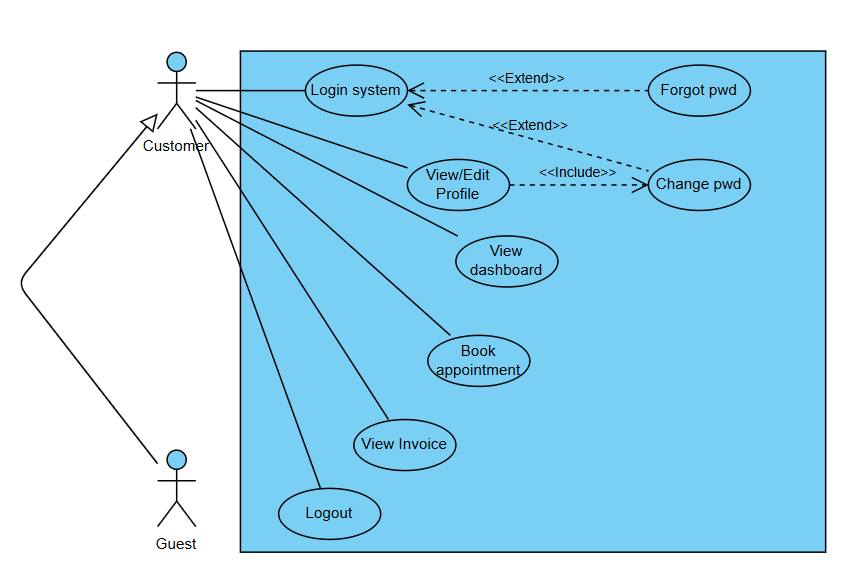 Login system
<<Extend>>
Forgot pwd
<<Extend>>
Customer
View/Edit
Profile
<<Include>>
Change pwd
View
dashboard
Book
appointment
View Invoice
Logout
Guest